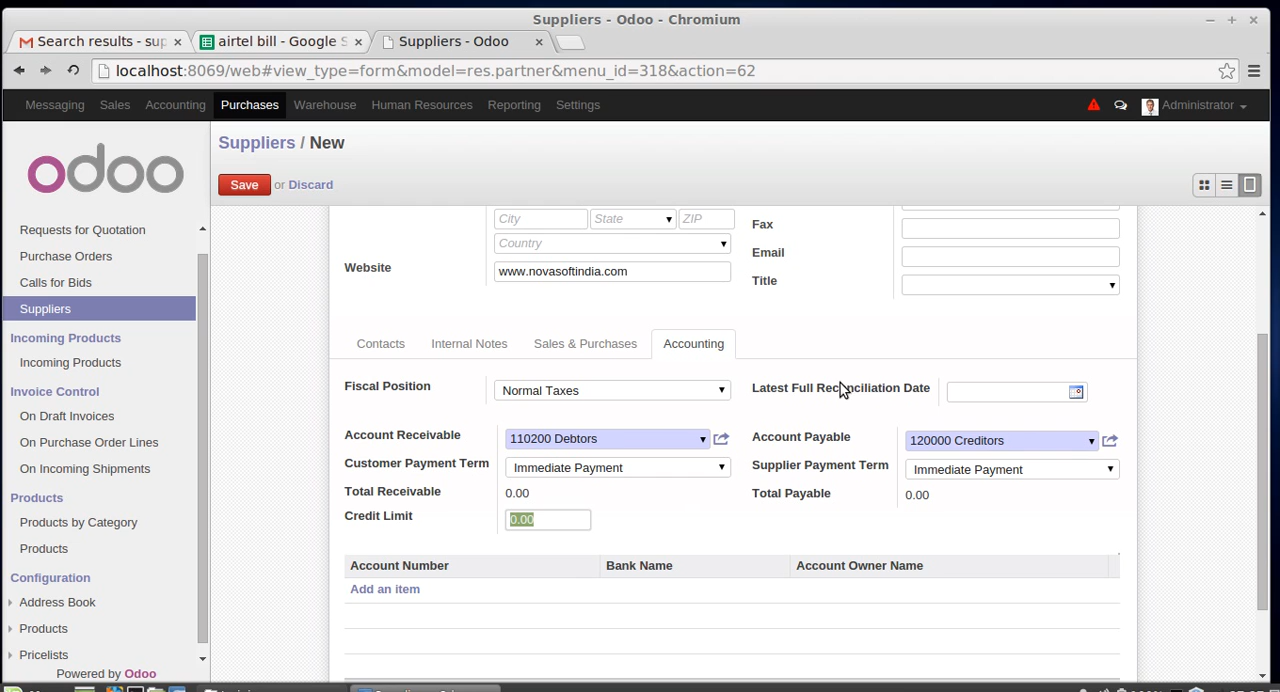 Suppliers - Odoo - Chromium
Search results - sup
airtel bill - Google S
Suppliers - Odoo
localhost:8069/web#view_type=form&model=res.partner&menu_id=318&action=62
Messaging Sales Accounting Purchases Warehouse Human Resources Reporting Settings Administrator
odoo
Suppliers / New
Save or Discard
Requests for Quotation
Purchase Orders
Calls for Bids
Suppliers
Incoming Products
Incoming Products
Invoice Control
On Draft Invoices
On Purchase Order Lines
On Incoming Shipments
Products
Products by Category
Products
Configuration
Address Book
Products
Pricelists
Powered by Odoo
City State ZIP
Country
Website www.novasoftindia.com
Fax
Email
Title
Contacts Internal Notes Sales & Purchases Accounting
Fiscal Position Normal Taxes
Latest Full Reconciliation Date
Account Receivable 110200 Debtors
Customer Payment Term Immediate Payment
Total Receivable 0.00
Credit Limit 0.00
Account Payable 120000 Creditors
Supplier Payment Term Immediate Payment
Total Payable 0.00
Account Number Bank Name Account Owner Name
Add an item